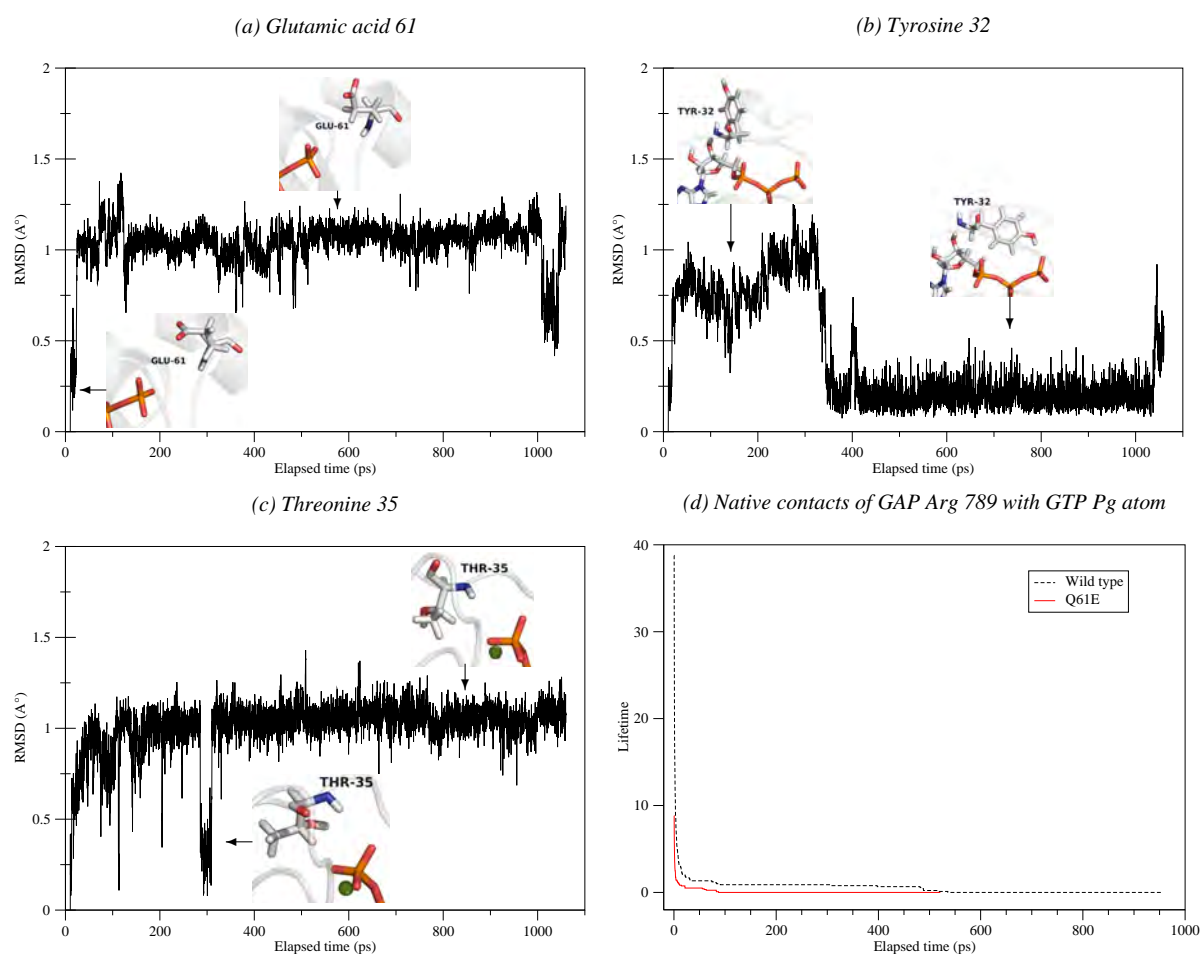 (a) Glutamic acid 61
2
1.5
1
0.5
0
RMSD (A°)
GLU-61
GLU-61
0 200 400 600 800 1000
Elapsed time (ps)
(b) Tyrosine 32
2
1.5
1
0.5
0
RMSD (A°)
TYR-32
TYR-32
0 200 400 600 800 1000
Elapsed time (ps)
(c) Threonine 35
2
1.5
1
0.5
0
RMSD (A°)
THR-35
THR-35
0 200 400 600 800 1000
Elapsed time (ps)
(d) Native contacts of GAP Arg 789 with GTP Pg atom
40
30
20
10
0
Lifetime
Wild type
Q61E
0 200 400 600 800 1000
Elapsed time (ps)